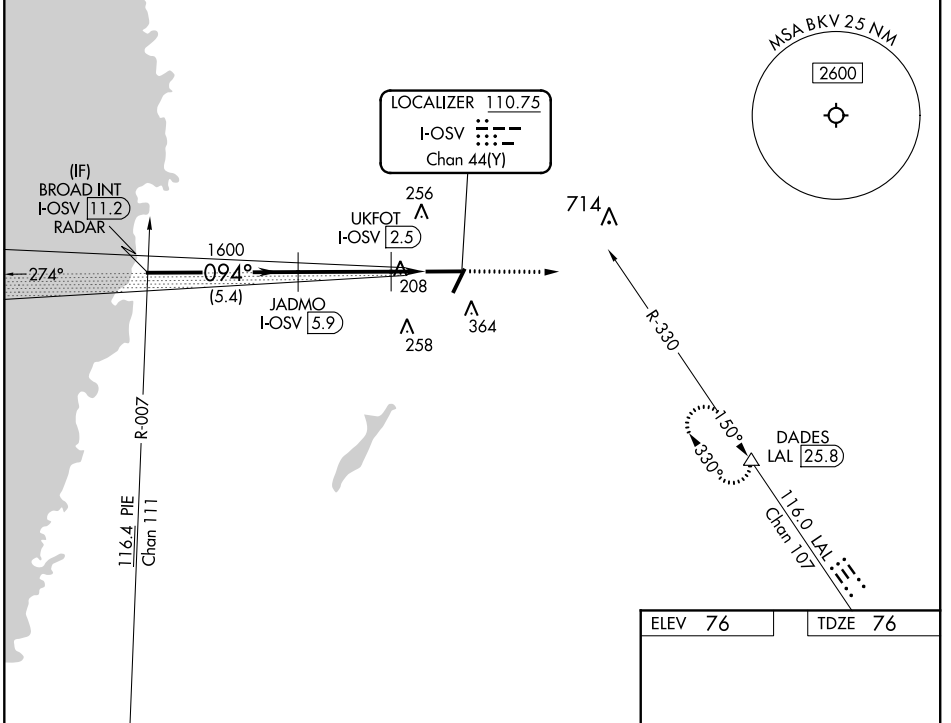 MSA BKV 25 NM
2600
LOCALIZER 110.75
I-OSV
Chan 44(Y)
(IF)
BROAD INT
I-OSV 11.2
RADAR
256
714
UKFOT
I-OSV 2.5
1600
274°
094°
(5.4)
208
JADMO
I-OSV 5.9
258
364
R-330
R-007
150°
330°
DADES
LAL 25.8
116.4 PIE
Chan 111
116.0 LAL
Chan 107
ELEV 76
TDZE 76